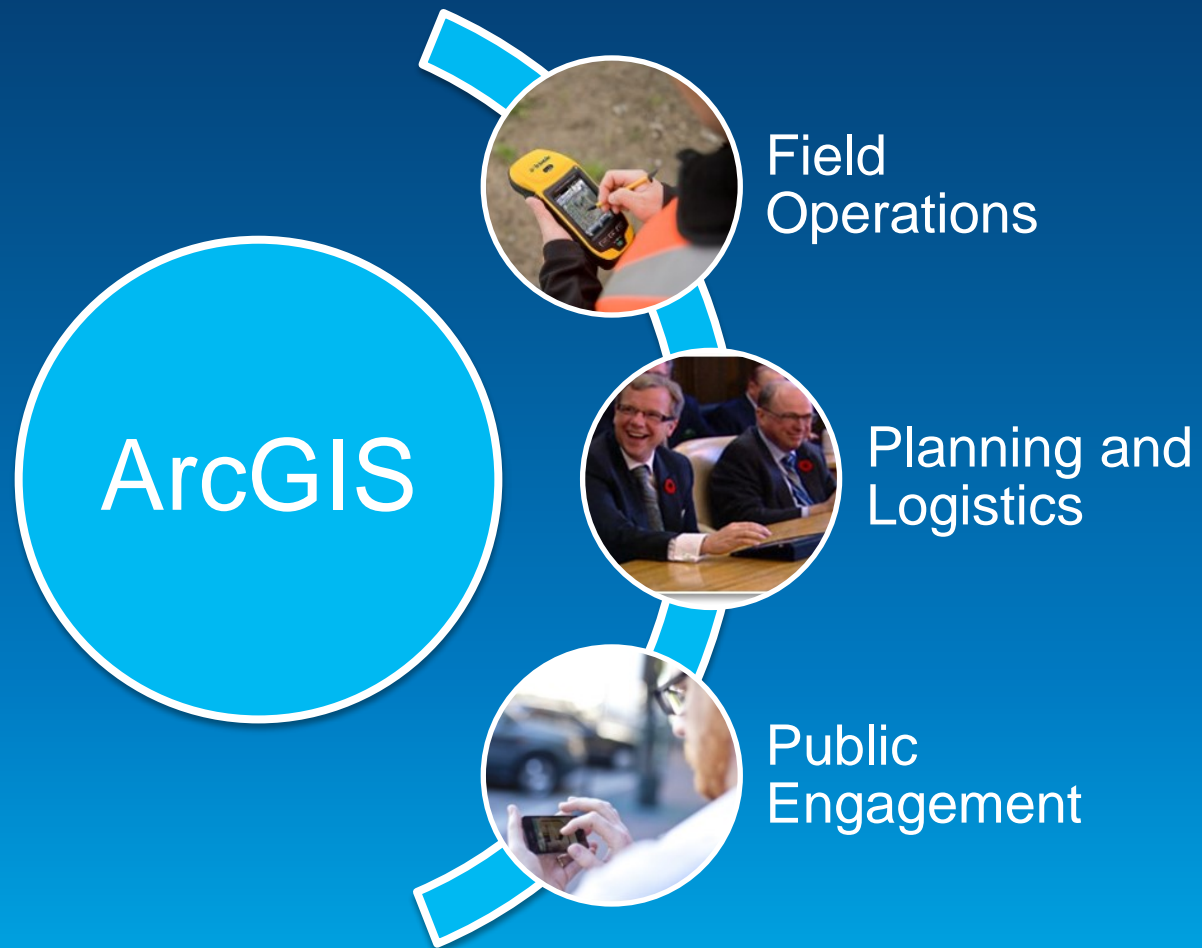 ArcGIS
Field
Operations
Planning and
Logistics
Public
Engagement